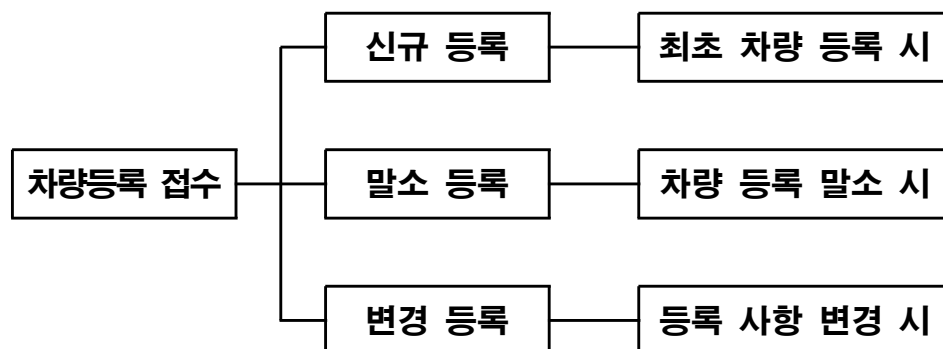 신규 등록
최초 차량 등록 시
차량등록 접수
말소 등록
차량 등록 말소 시
변경 등록
등록 사항 변경 시